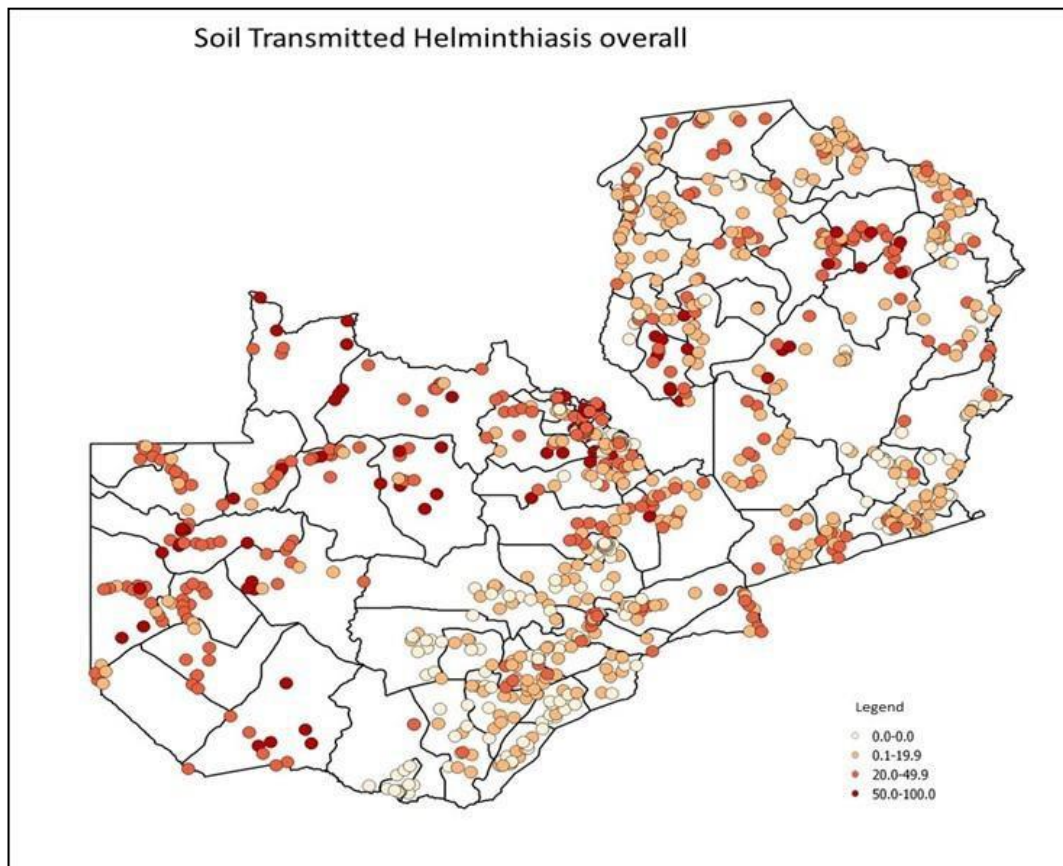 Soil Transmitted Helminthiasis overall
Legend
0.0-0.0
0.1-19.9
20.0-49.9
50.0-100.0